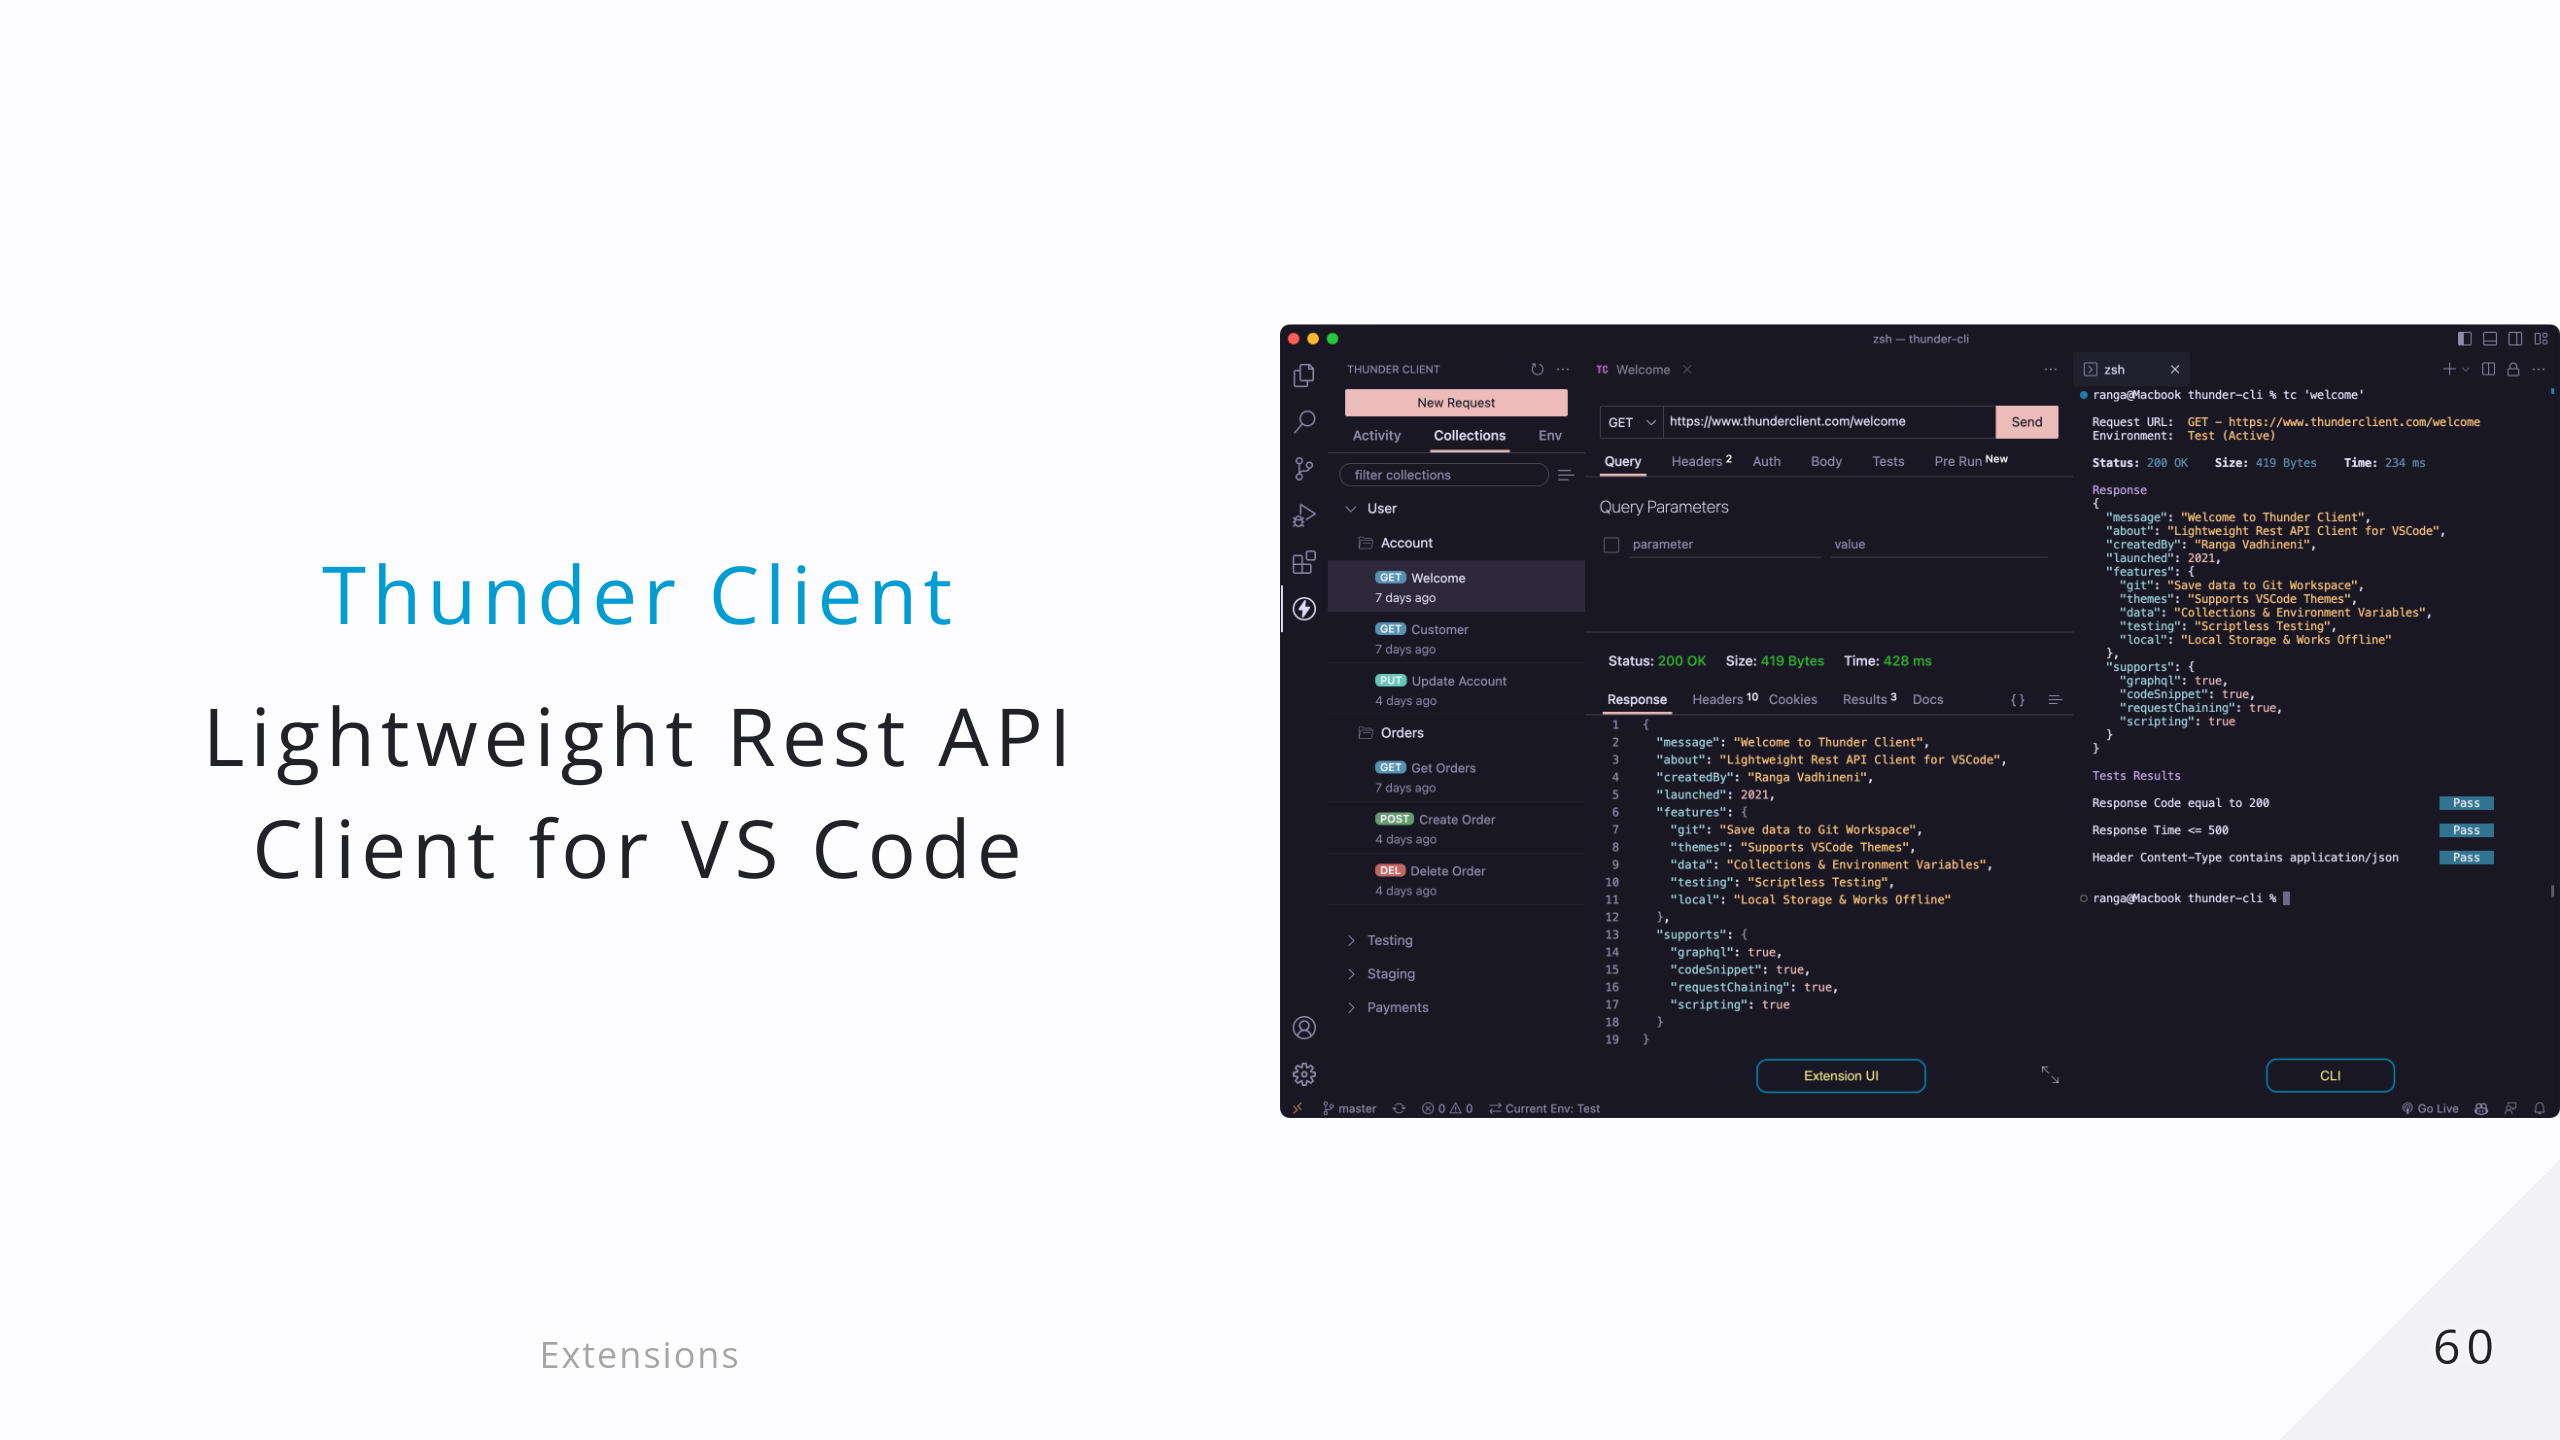 Thunder Client
Lightweight Rest API
Client for VS Code
zsh — thunder-cli
THUNDER CLIENT
New Request
Activity Collections Env
filter collections
User
Account
GET Welcome
7 days ago
GET Customer
7 days ago
PUT Update Account
4 days ago
Orders
GET Get Orders
7 days ago
POST Create Order
4 days ago
DEL Delete Order
4 days ago
Testing
Staging
Payments
TC Welcome
GET https://www.thunderclient.com/welcome Send
Query Headers 2 Auth Body Tests Pre Run New
Query Parameters
parameter value
Status: 200 OK Size: 419 Bytes Time: 428 ms
Response Headers 10 Cookies Results 3 Docs { }
1 {
2 "message": "Welcome to Thunder Client",
3 "about": "Lightweight Rest API Client for VSCode",
4 "createdBy": "Ranga Vadhineni",
5 "launched": 2021,
6 "features": {
7 "git": "Save data to Git Workspace",
8 "themes": "Supports VSCode Themes",
9 "data": "Collections & Environment Variables",
10 "testing": "Scriptless Testing",
11 "local": "Local Storage & Works Offline"
12 },
13 "supports": {
14 "graphql": true,
15 "codeSnippet": true,
16 "requestChaining": true,
17 "scripting": true
18 }
19 }
Extension UI
zsh
ranga@Macbook thunder-cli % tc 'welcome'
Request URL: GET - https://www.thunderclient.com/welcome
Environment: Test (Active)
Status: 200 OK Size: 419 Bytes Time: 234 ms
Response
{
"message": "Welcome to Thunder Client",
"about": "Lightweight Rest API Client for VSCode",
"createdBy": "Ranga Vadhineni",
"launched": 2021,
"features": {
"git": "Save data to Git Workspace",
"themes": "Supports VSCode Themes",
"data": "Collections & Environment Variables",
"testing": "Scriptless Testing",
"local": "Local Storage & Works Offline"
},
"supports": {
"graphql": true,
"codeSnippet": true,
"requestChaining": true,
"scripting": true
}
}
Tests Results
Response Code equal to 200 Pass
Response Time <= 500 Pass
Header Content-Type contains application/json Pass
ranga@Macbook thunder-cli %
CLI
master 0 0 Current Env: Test
Go Live
Extensions
60